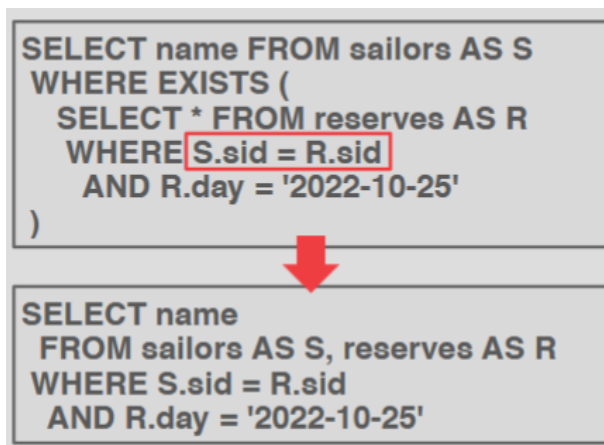 SELECT name FROM sailors AS S
WHERE EXISTS (
SELECT * FROM reserves AS R
WHERE S.sid = R.sid
AND R.day = '2022-10-25'
)
SELECT name
FROM sailors AS S, reserves AS R
WHERE S.sid = R.sid
AND R.day = '2022-10-25'